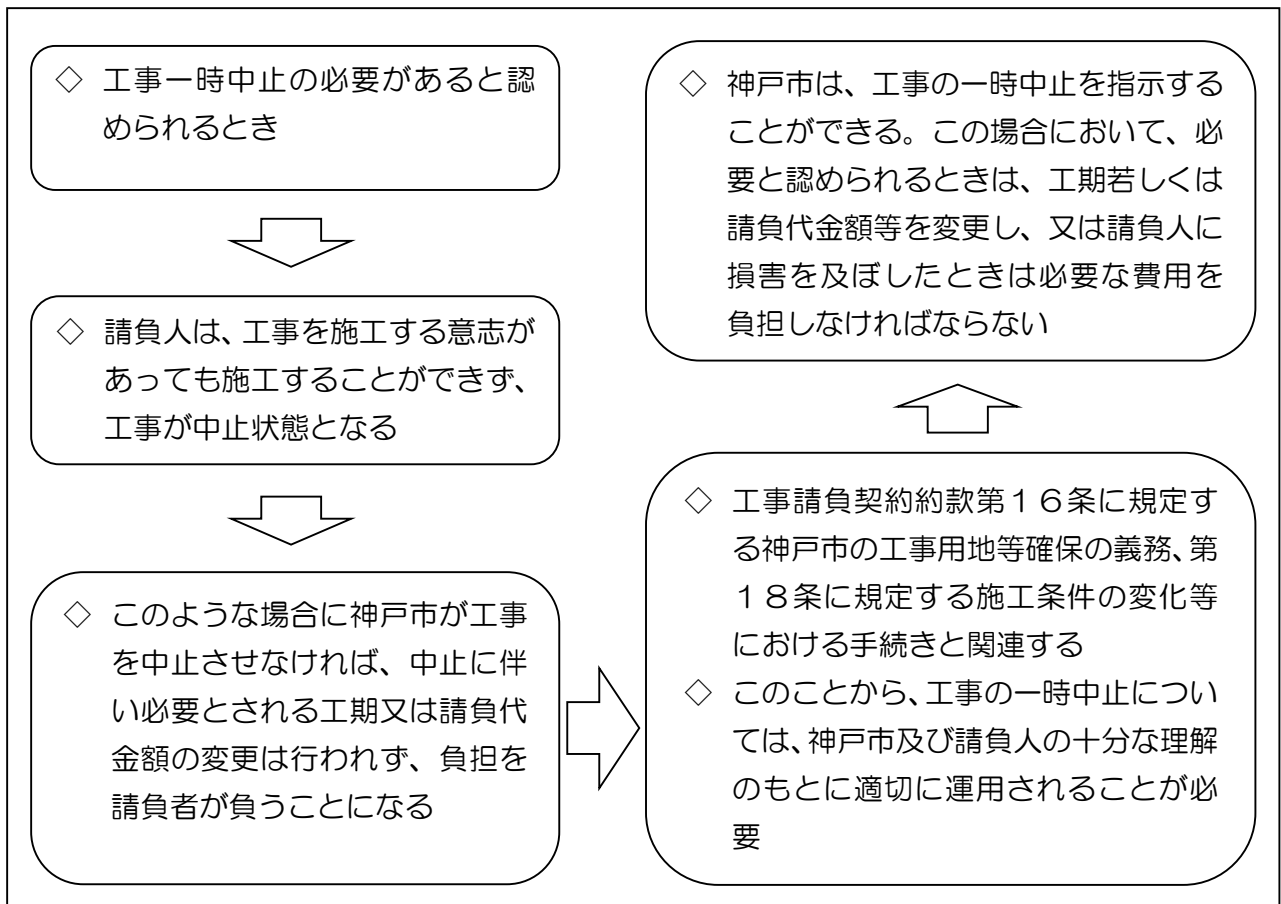 ◇ 工事一時中止の必要があると認
められるとき
◇ 請負人は、工事を施工する意志が
あっても施工することができず、
工事が中止状態となる
◇ このような場合に神戸市が工事
を中止させなければ、中止に伴
い必要とされる工期又は請負代
金額の変更は行われず、負担を
請負者が負うことになる
◇ 工事請負契約約款第１６条に規定す
る神戸市の工事用地等確保の義務、第
１８条に規定する施工条件の変化等
における手続きと関連する
◇ このことから、工事の一時中止につい
ては、神戸市及び請負人の十分な理解
のもとに適切に運用されることが必
要
◇ 神戸市は、工事の一時中止を指示する
ことができる。この場合において、必
要と認められるときは、工期若しくは
請負代金額等を変更し、又は請負人に
損害を及ぼしたときは必要な費用を
負担しなければならない